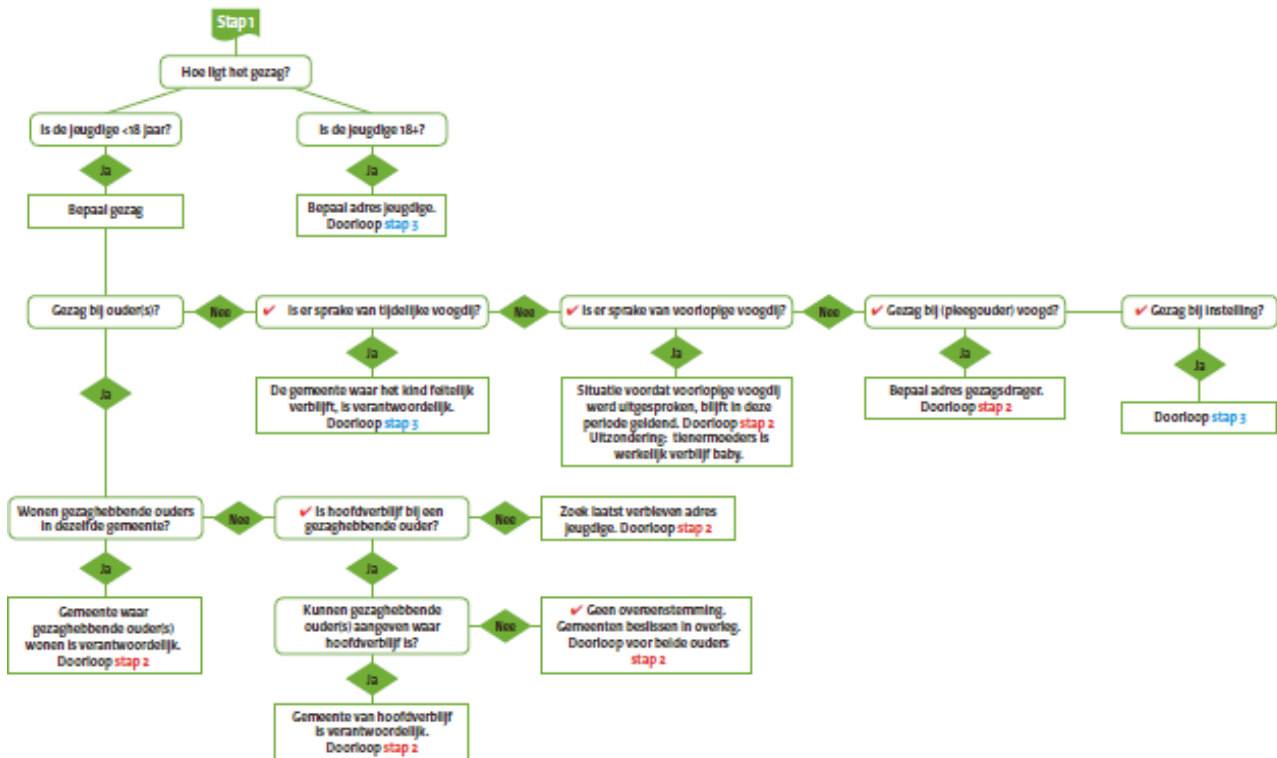 Stap 1
Hoe ligt het gezag?
Is de jeugdige <18 jaar?
Is de jeugdige 18+?
Ja
Ja
Bepaal gezag
Bepaal adres jeugdige.
Doorloop stap 3
Gezag bij ouder(s)?
Nee
✔ Is er sprake van tijdelijke voogdij?
Nee
✔ Is er sprake van voorlopige voogdij?
Nee
✔ Gezag bij (pleegouder) voogd?
✔ Gezag bij instelling?
Ja
Ja
Ja
Ja
Ja
De gemeente waar het kind feitelijk
verblijft, is verantwoordelijk.
Doorloop stap 3
Situatie voordat voorlopige voogdij
werd uitgesproken, blijft in deze
periode geldend. Doorloop stap 2
Uitzondering: tienermoeders is
werkelijk verblijf baby.
Bepaal adres gezagsdrager.
Doorloop stap 2
Doorloop stap 3
Wonen gezaghebbende ouders
in dezelfde gemeente?
Nee
✔ Is hoofdverblijf bij een
gezaghebbende ouder?
Nee
Zoek laatst verbleven adres
jeugdige. Doorloop stap 2
Ja
Ja
Gemeente waar
gezaghebbende ouder(s)
wonen is verantwoordelijk.
Doorloop stap 2
Kunnen gezaghebbende
ouder(s) aangeven waar
hoofdverblijf is?
Nee
✔ Geen overeenstemming.
Gemeenten beslissen in overleg.
Doorloop voor beide ouders
stap 2
Ja
Gemeente van hoofdverblijf
is verantwoordelijk.
Doorloop stap 2